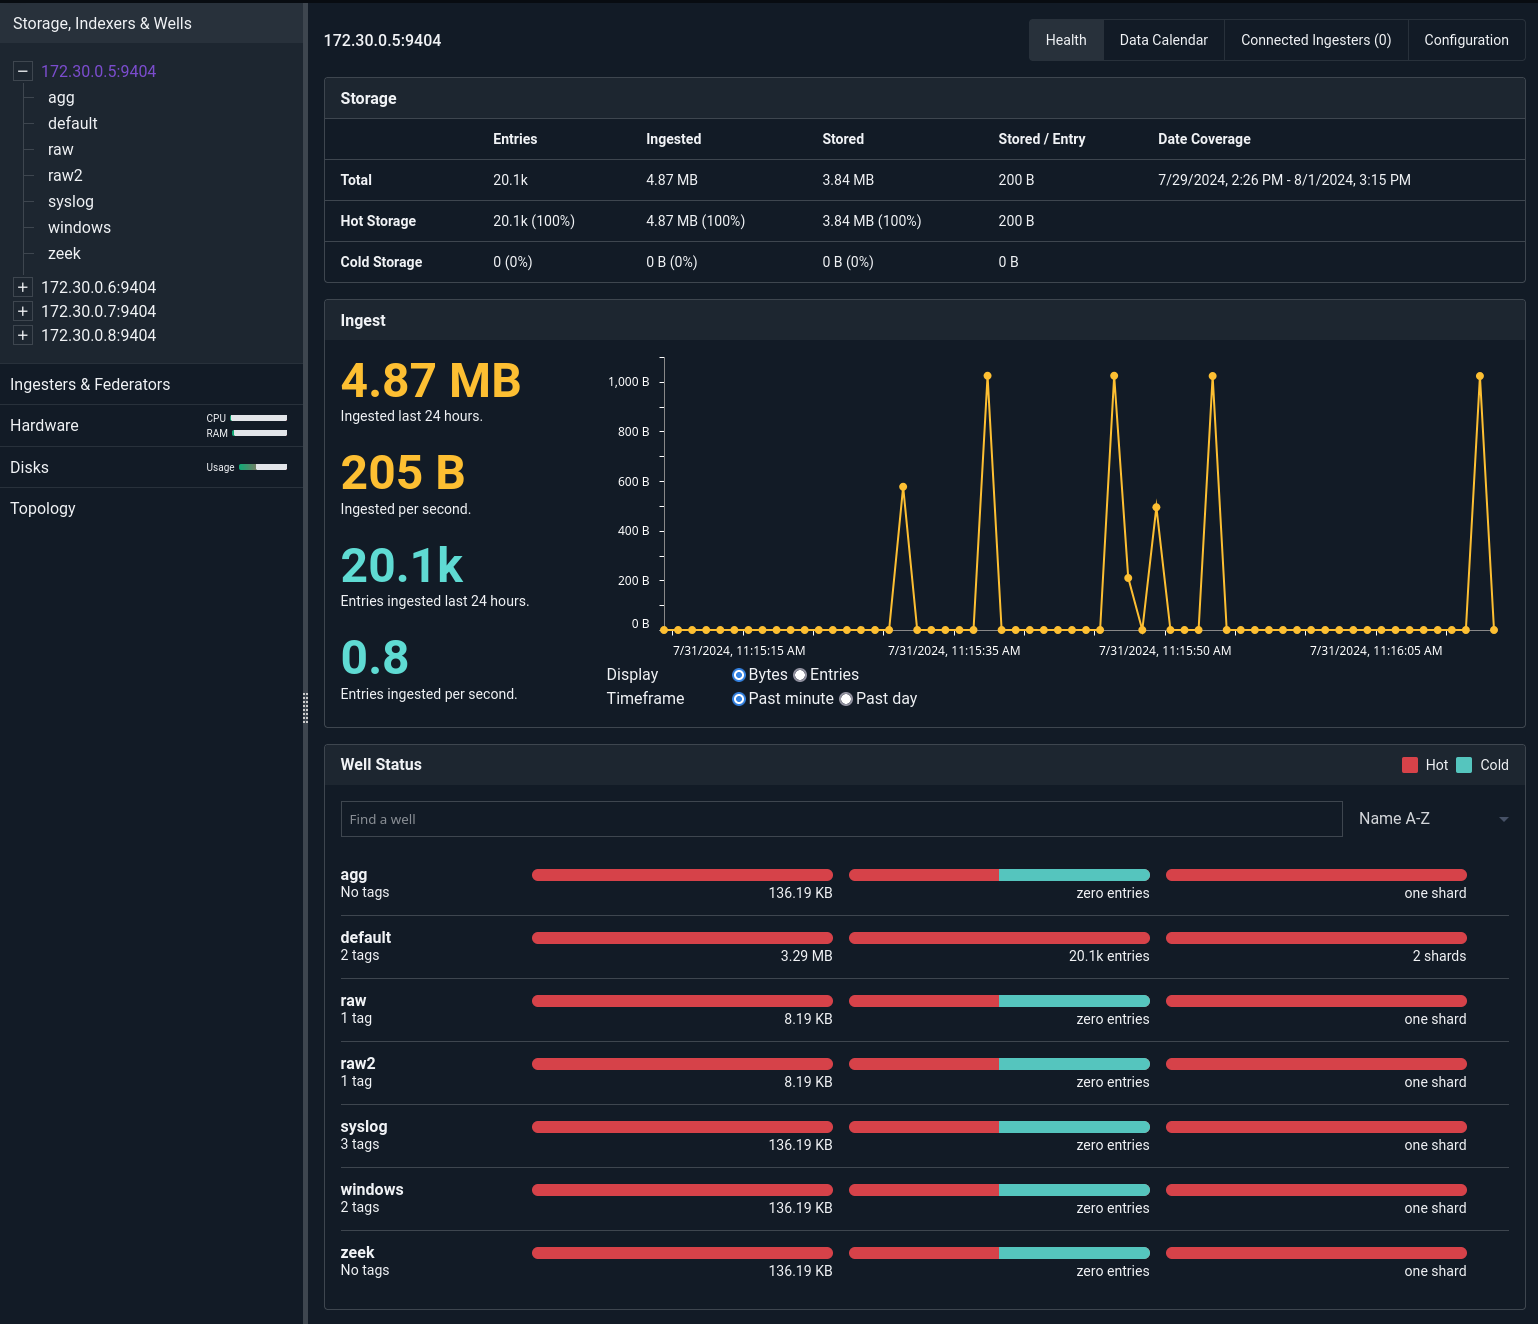 Storage, Indexers & Wells
172.30.0.5:9404
agg
default
raw
raw2
syslog
windows
zeek
172.30.0.6:9404
172.30.0.7:9404
172.30.0.8:9404
Ingesters & Federators
Hardware CPU
RAM
Disks Usage
Topology
172.30.0.5:9404
Health Data Calendar Connected Ingesters (0) Configuration
Storage
Entries Ingested Stored Stored / Entry Date Coverage
Total 20.1k 4.87 MB 3.84 MB 200 B 7/29/2024, 2:26 PM - 8/1/2024, 3:15 PM
Hot Storage 20.1k (100%) 4.87 MB (100%) 3.84 MB (100%) 200 B
Cold Storage 0 (0%) 0 B (0%) 0 B (0%) 0 B
Ingest
4.87 MB
Ingested last 24 hours.
205 B
Ingested per second.
20.1k
Entries ingested last 24 hours.
0.8
Entries ingested per second.
1,000 B
800 B
600 B
400 B
200 B
0 B
7/31/2024, 11:15:15 AM 7/31/2024, 11:15:35 AM 7/31/2024, 11:15:50 AM 7/31/2024, 11:16:05 AM
Display Bytes Entries
Timeframe Past minute Past day
Well Status Hot Cold
Find a well Name A-Z
agg
No tags 136.19 KB zero entries one shard
default
2 tags 3.29 MB 20.1k entries 2 shards
raw
1 tag 8.19 KB zero entries one shard
raw2
1 tag 8.19 KB zero entries one shard
syslog
3 tags 136.19 KB zero entries one shard
windows
2 tags 136.19 KB zero entries one shard
zeek
No tags 136.19 KB zero entries one shard